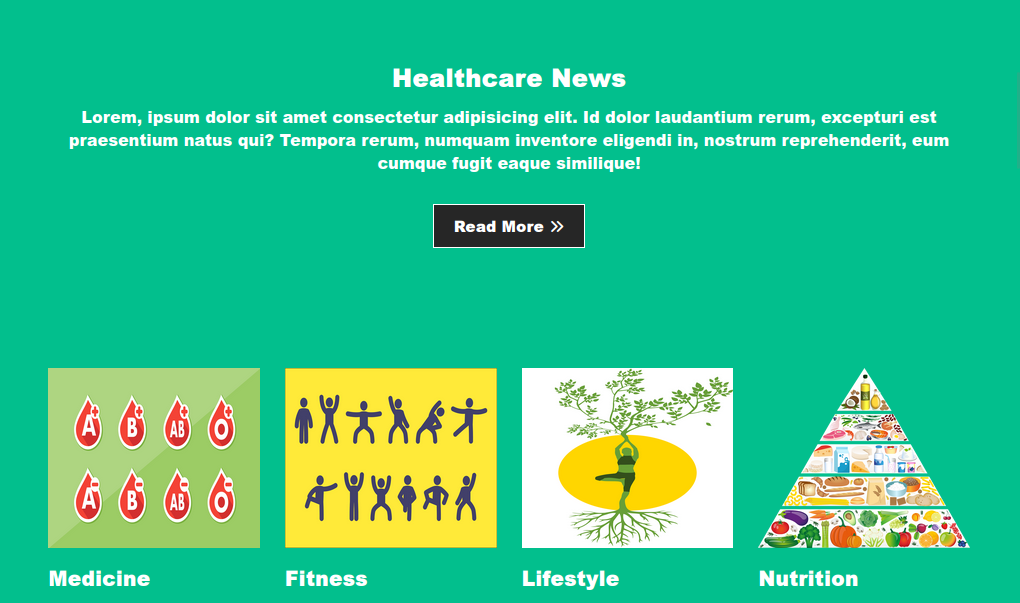 Healthcare News
Lorem, ipsum dolor sit amet consectetur adipisicing elit. Id dolor laudantium rerum, excepturi est
praesentium natus qui? Tempora rerum, numquam inventore eligendi in, nostrum reprehenderit, eum
cumque fugit eaque similique!
Read More »
A+ B+ AB+ O+
A- B- AB- O-
Medicine Fitness Lifestyle Nutrition